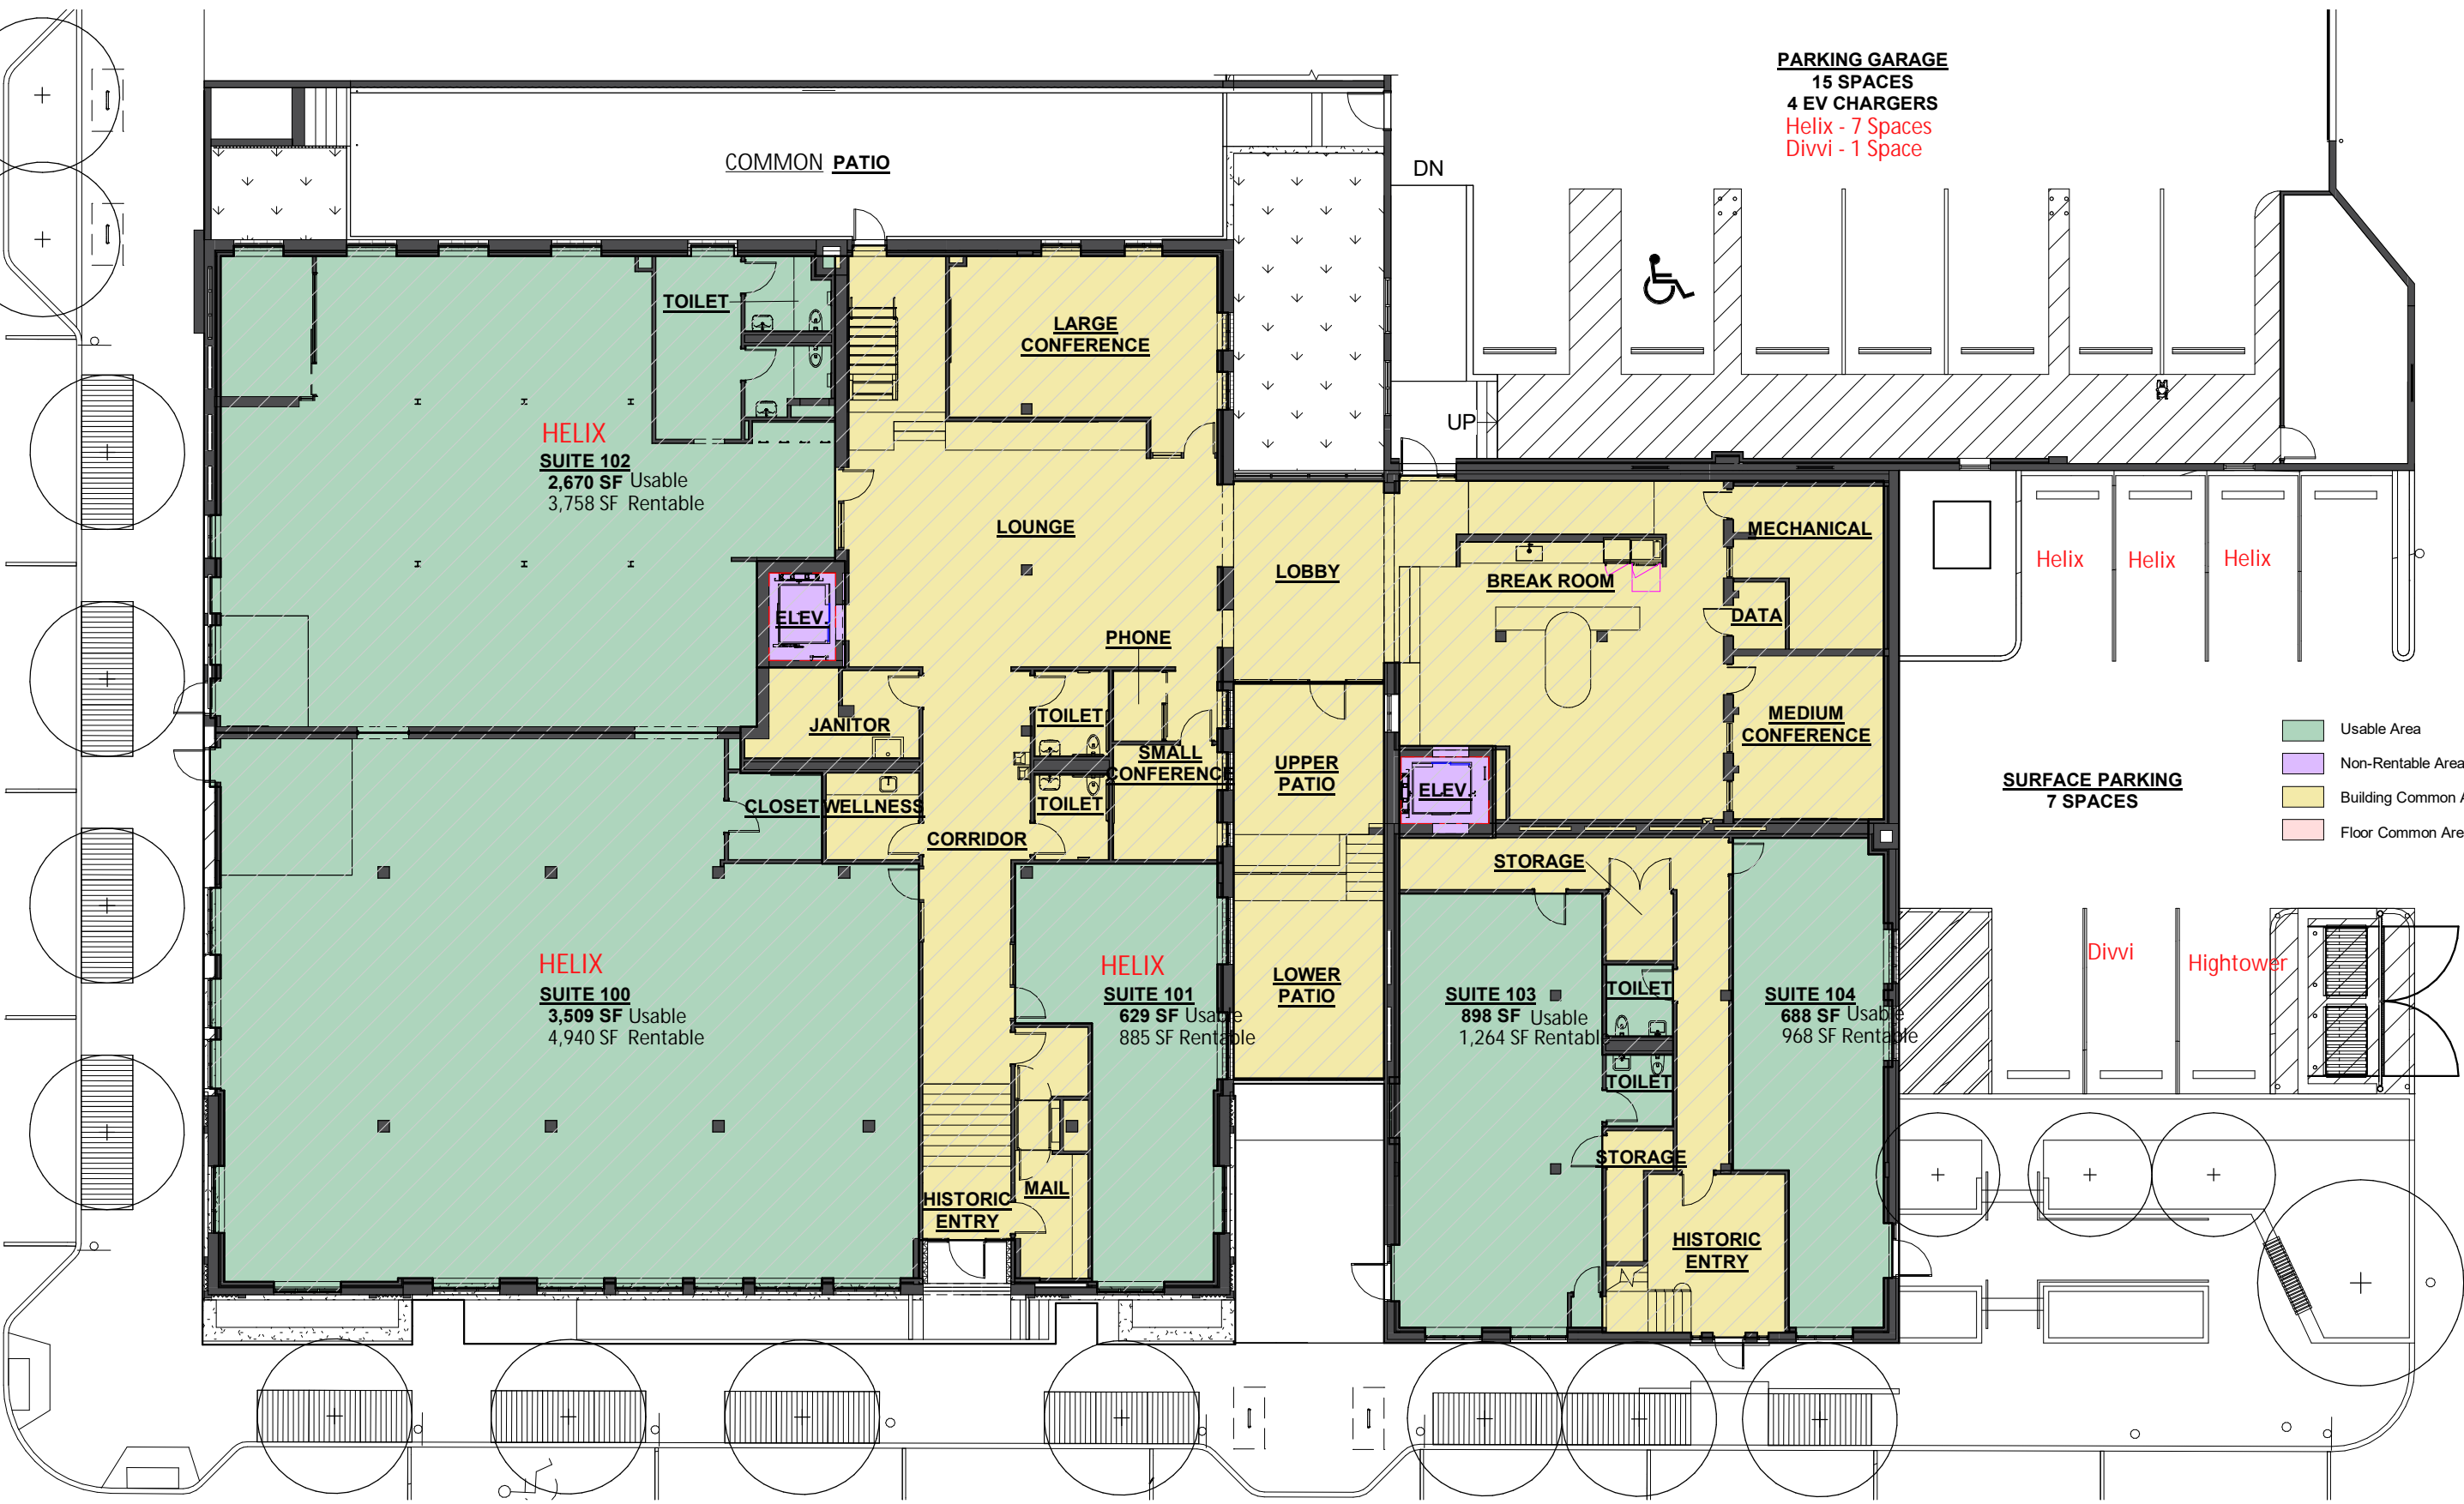 PARKING GARAGE
15 SPACES
4 EV CHARGERS
Helix - 7 Spaces
Divvi - 1 Space
COMMON PATIO
DN
UP
TOILET
LARGE
CONFERENCE
HELIX
SUITE 102
2,670 SF Usable
3,758 SF Rentable
LOUNGE
LOBBY
BREAK ROOM
MECHANICAL
DATA
Helix
Helix
Helix
ELEV.
PHONE
JANITOR
TOILET
SMALL
CONFERENCE
UPPER
PATIO
MEDIUM
CONFERENCE
ELEV.
SURFACE PARKING
7 SPACES
Usable Area
Non-Rentable Area
Building Common A
Floor Common Are
CLOSET
WELLNESS
TOILET
CORRIDOR
STORAGE
HELIX
SUITE 100
3,509 SF Usable
4,940 SF Rentable
HELIX
SUITE 101
629 SF Usable
885 SF Rentable
LOWER
PATIO
SUITE 103
898 SF Usable
1,264 SF Rentable
TOILET
TOILET
SUITE 104
688 SF Usable
968 SF Rentable
Divvi
Hightower
STORAGE
MAIL
HISTORIC
ENTRY
HISTORIC
ENTRY